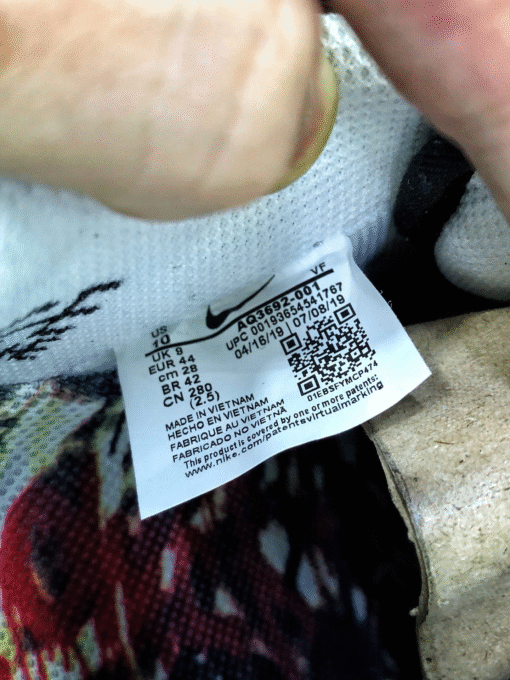 VF
AQ3692-001
UPC 00193654541767
04/16/19 | 07/08/19
US
10
UK 9
EUR 44
cm 28
BR 42
CN 280
(2.5)
01EBSFYMCP474
MADE IN VIETNAM
HECHO EN VIETNAM
FABRIQUE AU VIETNAM
FABRICADO NO VIETNÃ
This product is covered by one or more patents:
www.nike.com/patentsvirtualmarking